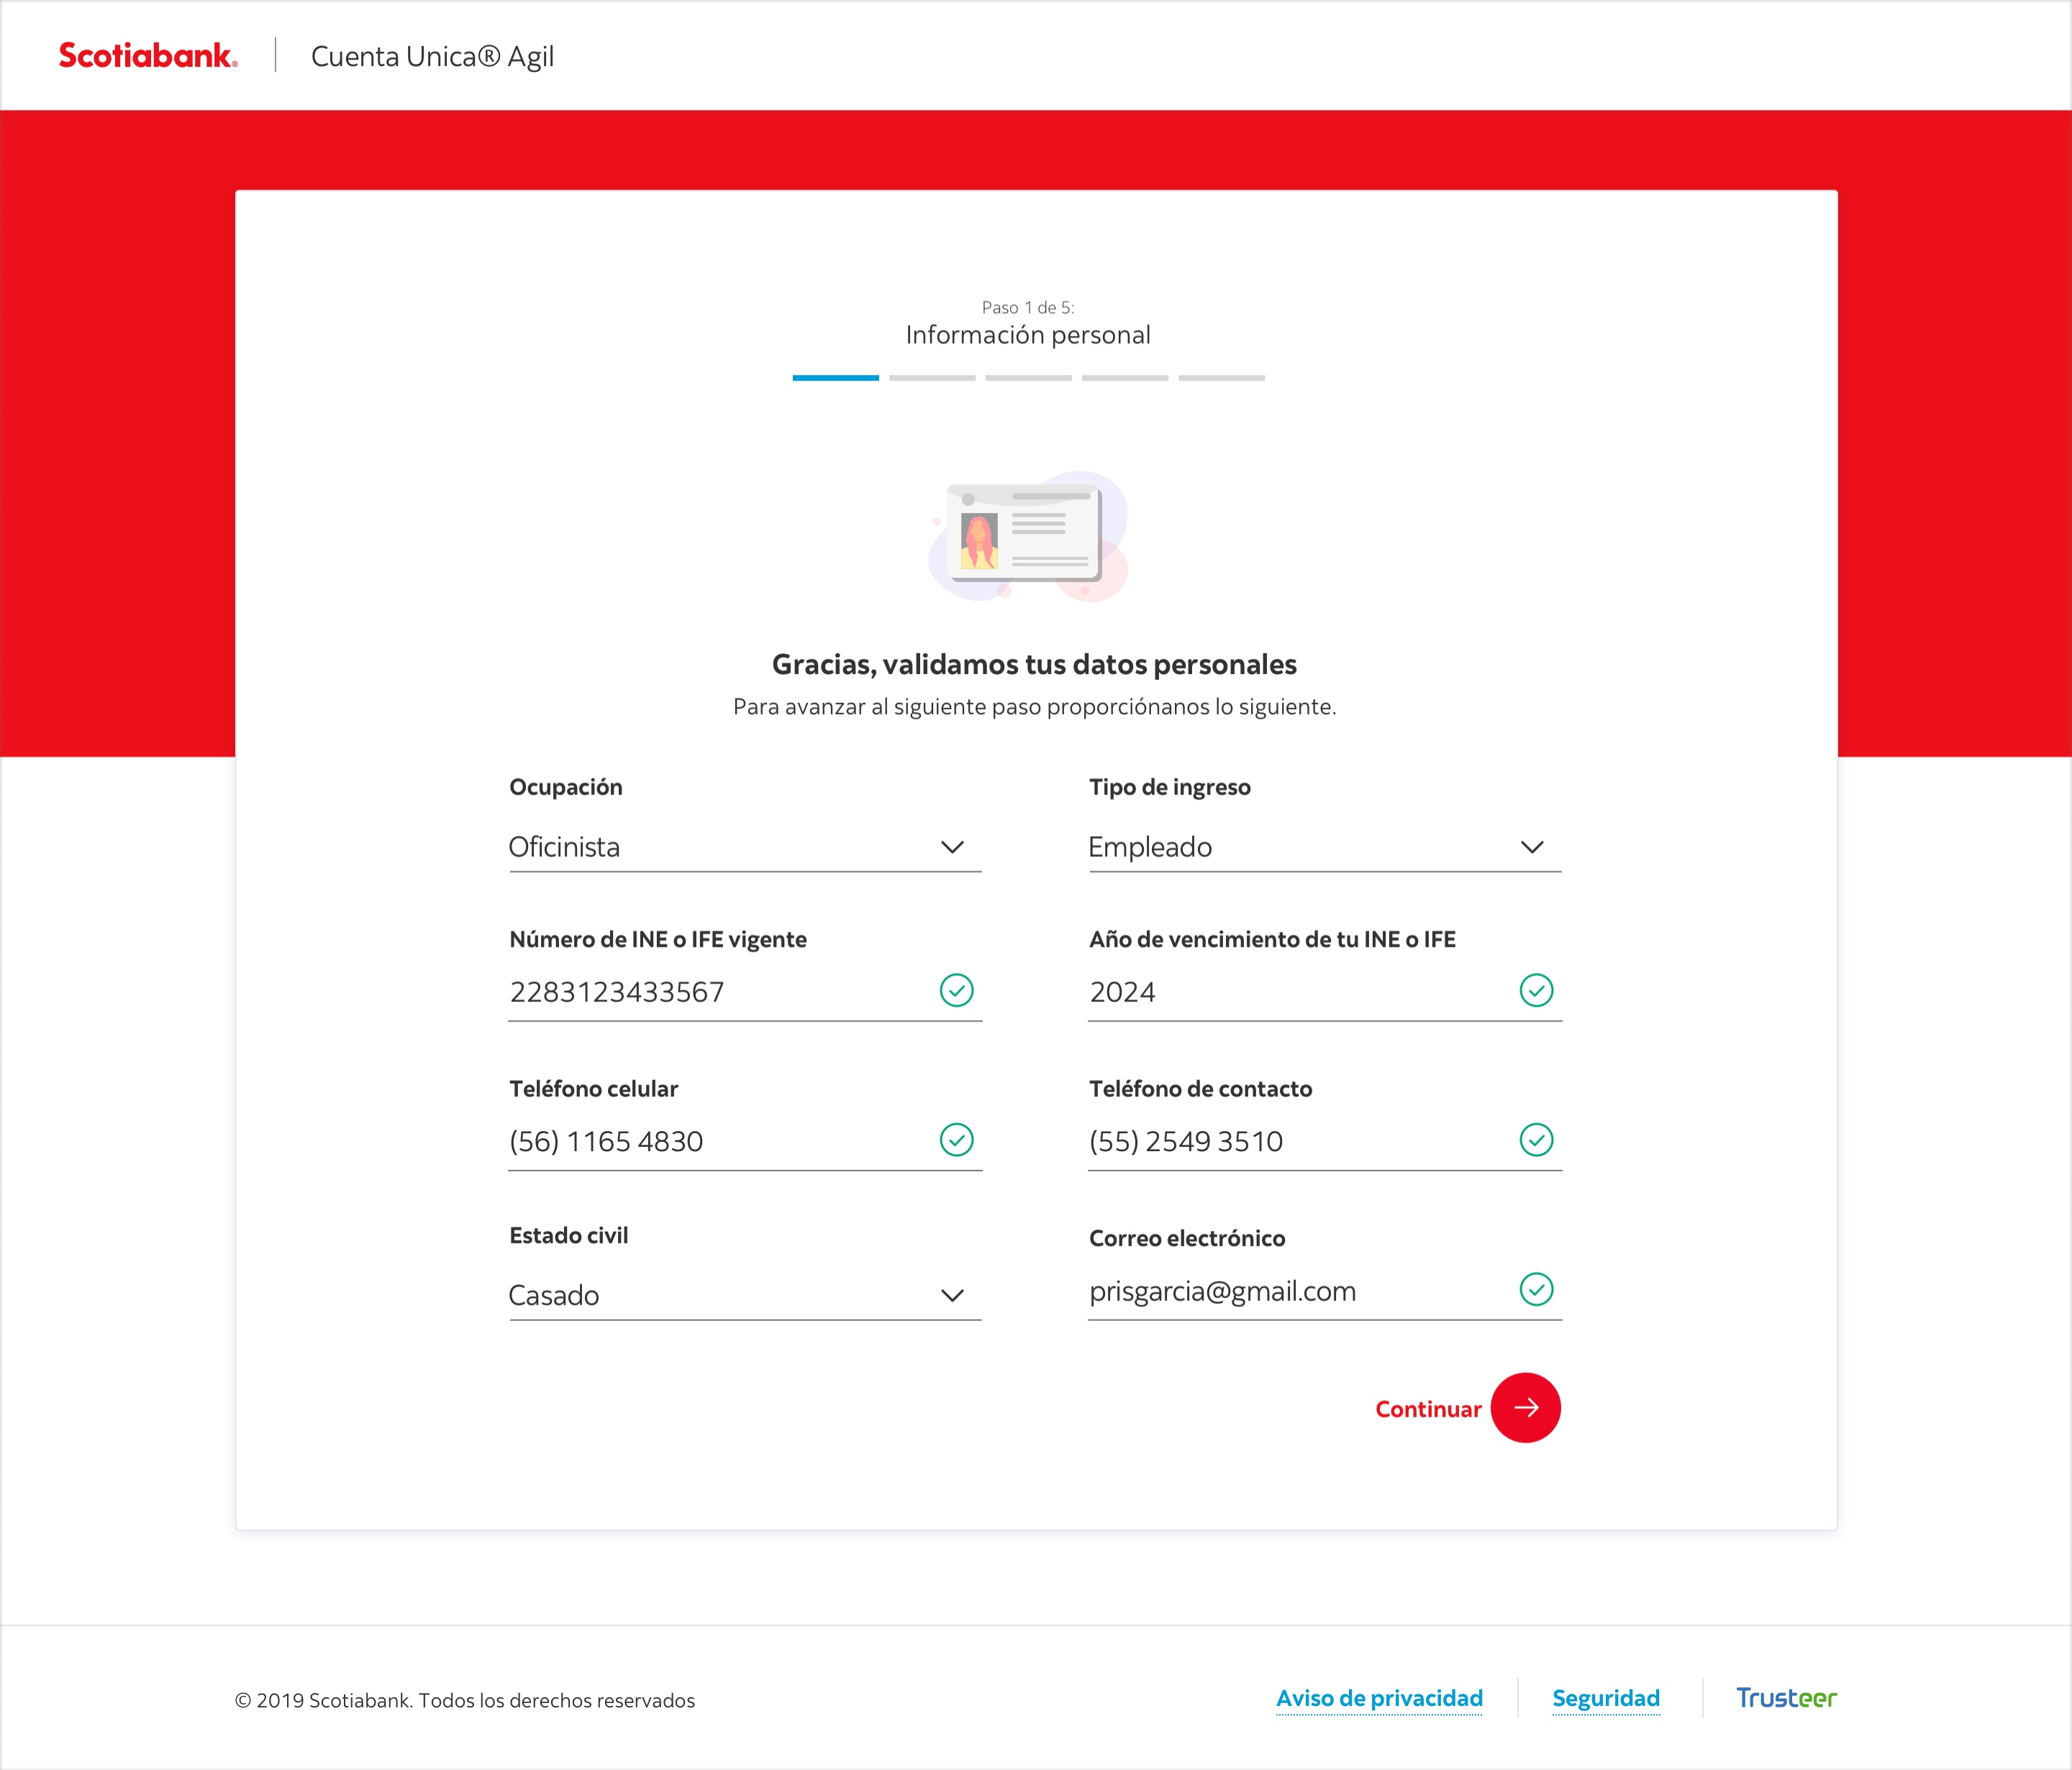 Scotiabank®
Cuenta Unica® Agil
Paso 1 de 5:
Información personal
Gracias, validamos tus datos personales
Para avanzar al siguiente paso proporciónanos lo siguiente.
Ocupación
Oficinista
Tipo de ingreso
Empleado
Número de INE o IFE vigente
2283123433567
Año de vencimiento de tu INE o IFE
2024
Teléfono celular
(56) 1165 4830
Teléfono de contacto
(55) 2549 3510
Estado civil
Casado
Correo electrónico
prisgarcia@gmail.com
Continuar
© 2019 Scotiabank. Todos los derechos reservados
Aviso de privacidad
Seguridad
Trusteer